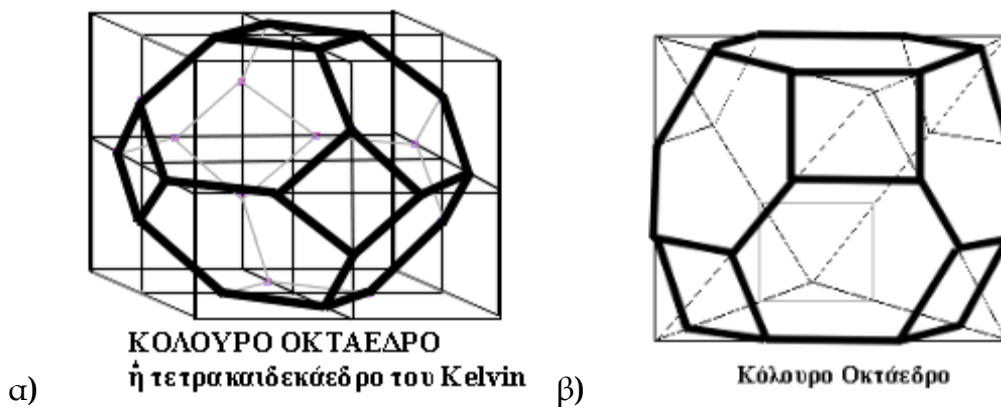 ΚΟΛΟΥΡΟ ΟΚΤΑΕΔΡΟ
ή τετρακαιδεκάεδρο του Kelvin
α)
β)
Κόλουρο Οκτάεδρο